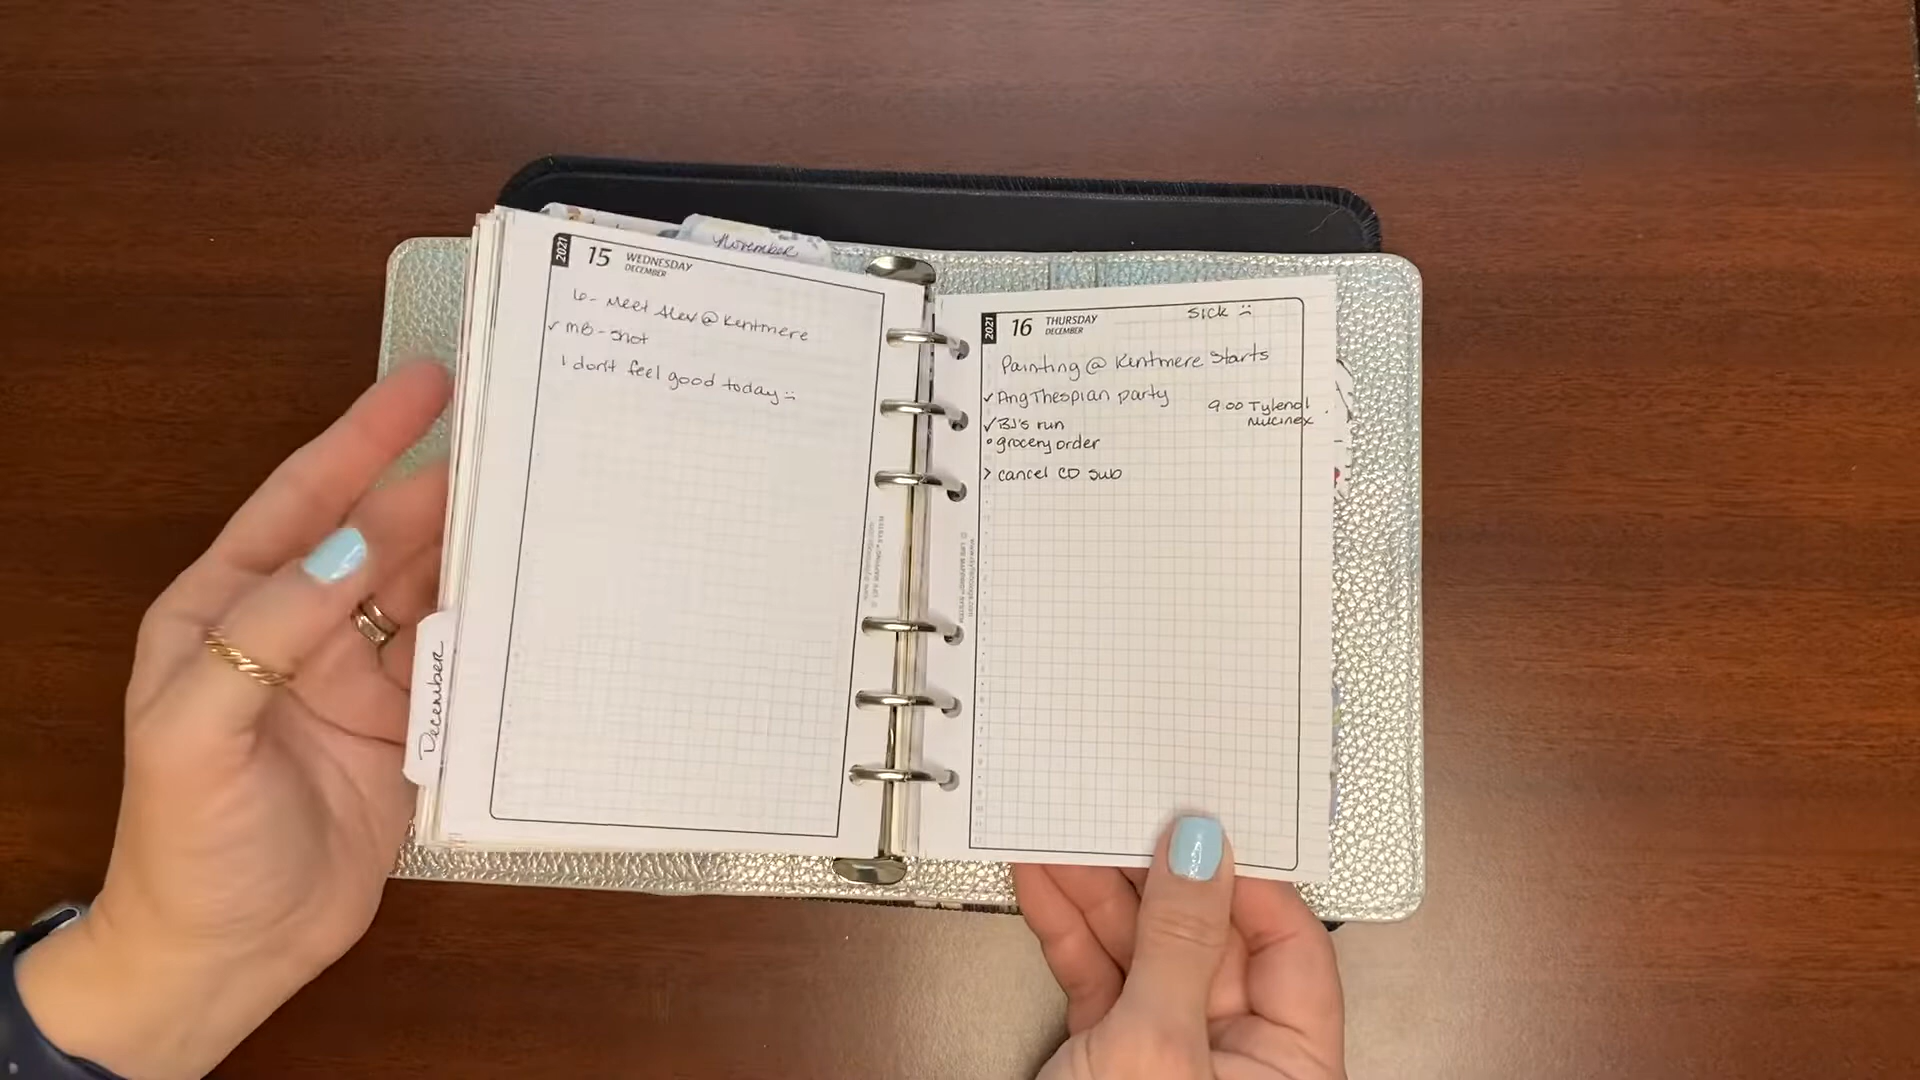 November
2021 15 WEDNESDAY
DECEMBER
6- Meet Alex @ Kentmere
✓ MB - shot
I don't feel good today :(
December
2021 16 THURSDAY
DECEMBER
Sick :(
Painting @ Kentmere Starts
✓ Ang Thespian party
9:00 Tylenol
Mucinex
✓ BJ's run
• grocery order
> cancel CD sub